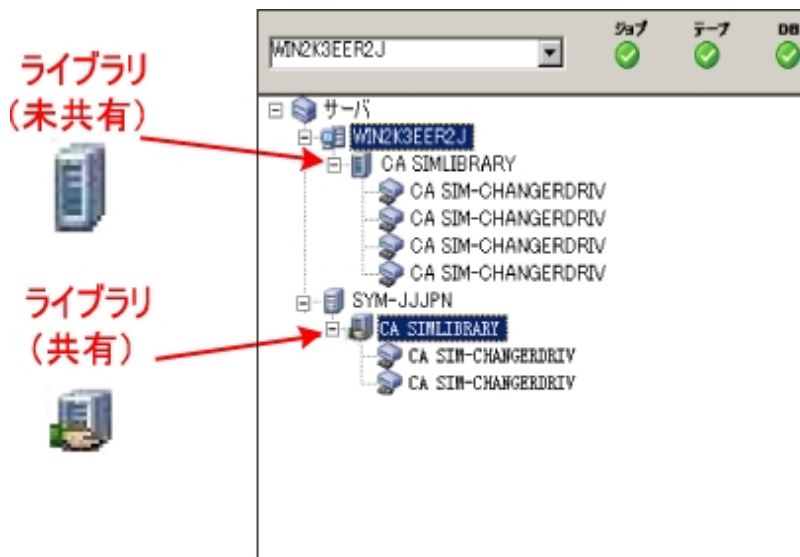 ライブラリ
（未共有）
ライブラリ
（共有）
WIN2K3EER2J
ジョブ
テープ
DB
サーバ
WIN2K3EER2J
CA SIMLIBRARY
CA SIM-CHANGERDRIV
CA SIM-CHANGERDRIV
CA SIM-CHANGERDRIV
CA SIM-CHANGERDRIV
SYM-JJJPN
CA SIMLIBRARY
CA SIM-CHANGERDRIV
CA SIM-CHANGERDRIV